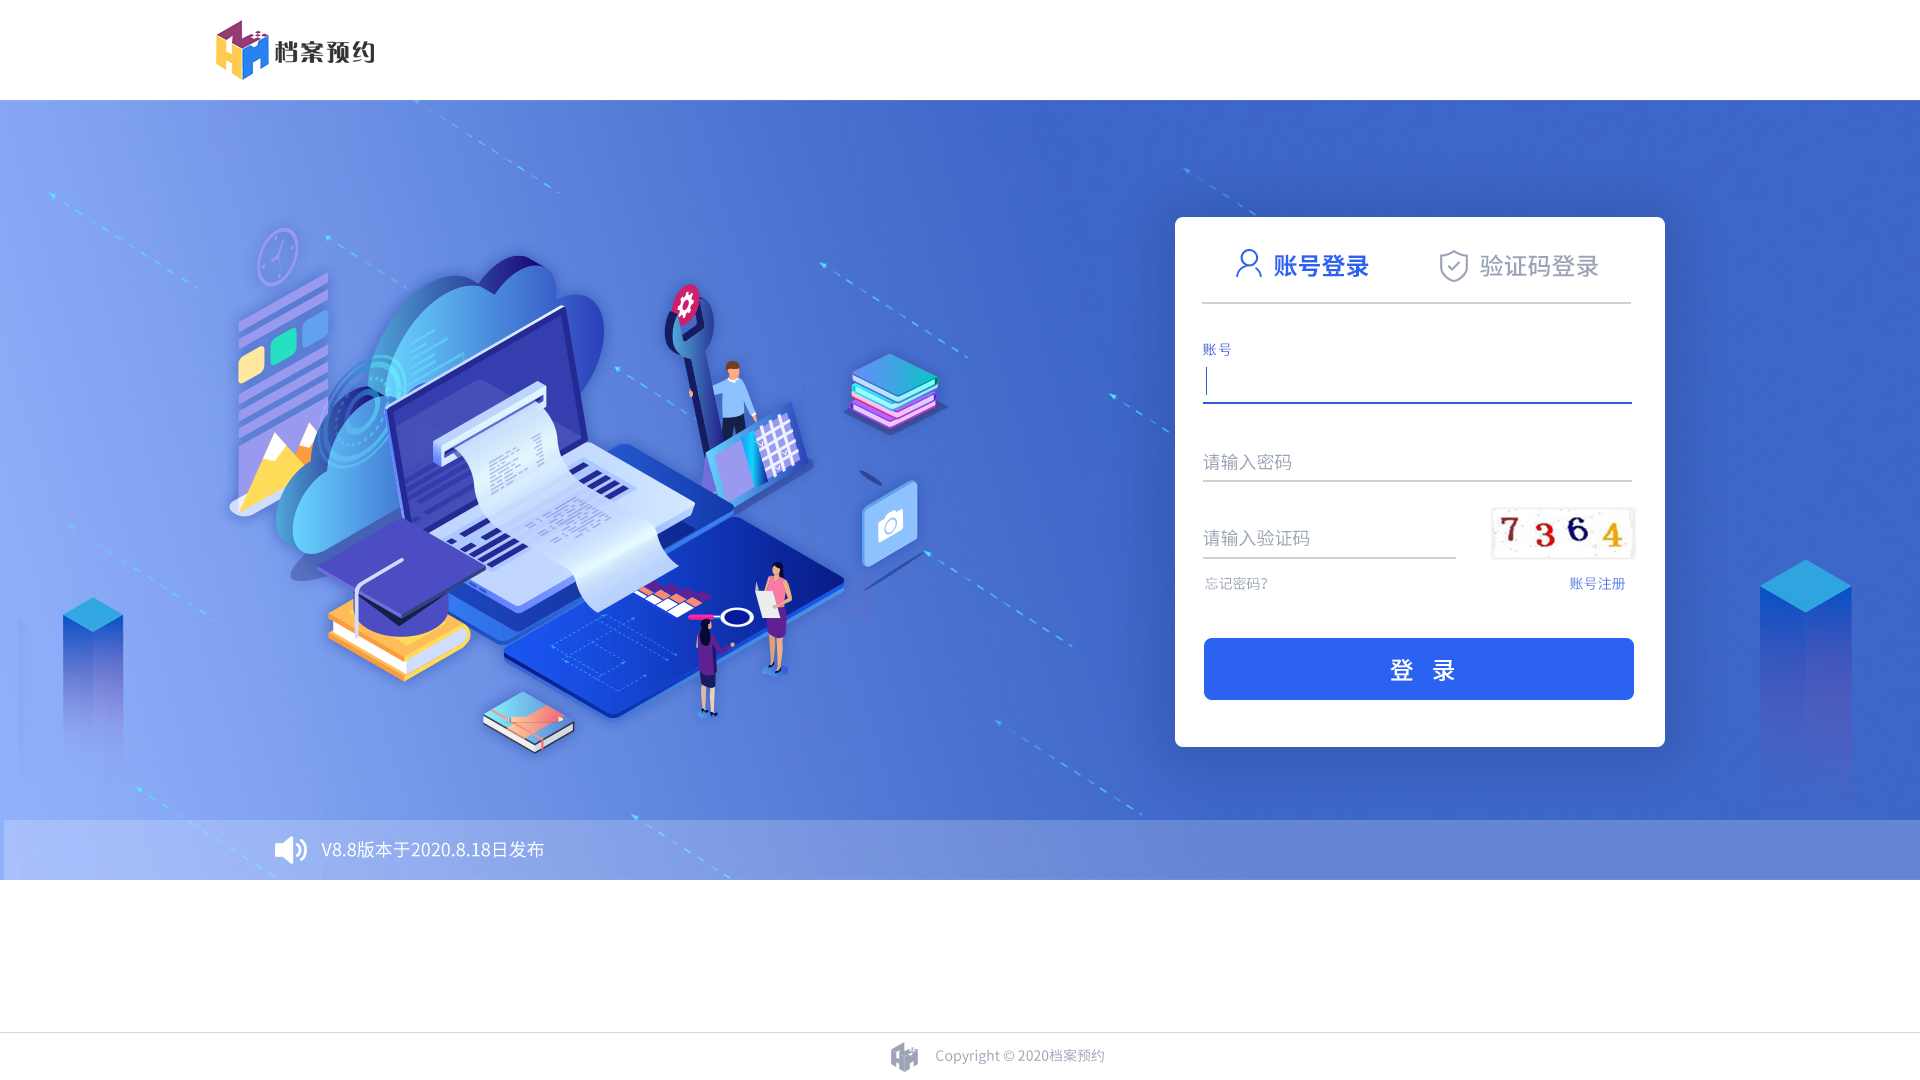 档案预约
账号登录
验证码登录
账号
请输入密码
请输入验证码
7364
忘记密码?
账号注册
登 录
V8.8版本于2020.8.18日发布
Copyright © 2020档案预约